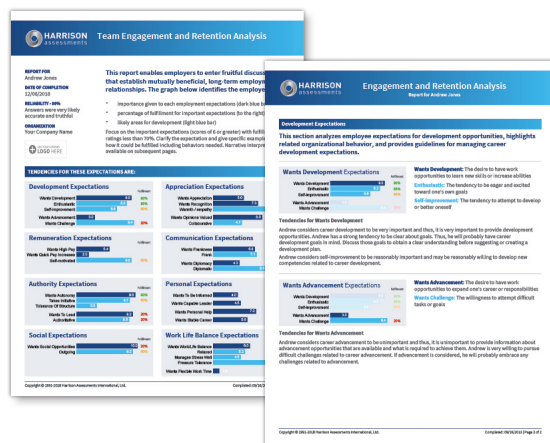 HARRISON
assessments
Team Engagement and Retention Analysis
REPORT FOR
Andrew Jones
DATE OF COMPLETION
12/06/2018
RELIABILITY - 99%
Answers were very likely
accurate and truthful
ORGANIZATION
Your Company Name
LOGO HERE
This report enables employers to enter fruitful discuss
that establish mutually beneficial, long-term employm
relationships. The graph below identifies the employe
Importance given to each employment expectations (dark blue b
percentage of fulfillment for important expectations (to the right)
likely areas for development (light blue bar)
Focus on the important expectations (scores of 6 or greater) with fulfill
ratings less than 70%. Clarify the expectation and give specific example
how it could be fulfilled including behaviors needed. Narrative interpre
available on subsequent pages.
TENDENCIES FOR THESE EXPECTATIONS ARE:
Development Expectations
Wants Development
Enthusiastic
Self-improvement
Wants Advancement
Wants Challenge
Appreciation Expectations
Wants Appreciation
Wants Recognition
Warmth / empathy
Wants Opinions Valued
Collaborative
Remuneration Expectations
Wants High Pay
Wants Quick Pay Increases
Self-motivated
Communication Expectations
Wants Frankness
Frank
Wants Diplomacy
Diplomatic
Authority Expectations
Wants Autonomy
Takes Initiative
Tolerance Of Structure
Wants To Lead
Authoritative
Personal Expectations
Wants To Be Informed
Wants Capable Leader
Wants Personal Help
Wants Stable Career
Social Expectations
Wants Social Opportunities
Outgoing
Work Life Balance Expectations
Wants Work/Life Balance
Relaxed
Manages Stress Well
Pressure Tolerance
Wants Flexible Work Time
Copyright © 1991-2018 Harrison Assessments International, Ltd.
HARRISON
assessments
Engagement and Retention Analysis
Report for Andrew Jones
Development Expectations
This section analyzes employee expectations for development opportunities, highlights
related organizational behavior, and provides guidelines for managing career
development expectations.
Wants Development Expectations
Wants Development
Enthusiastic
Self-improvement
Wants Advancement
Wants Challenge
Wants Development: The desire to have work
opportunities to learn new skills or increase abilities
Enthusiastic: The tendency to be eager and excited
toward one's own goals
Self-improvement: The tendency to attempt to develop
or better oneself
Tendencies for Wants Development
Andrew considers career development to be very important and thus, it is very important to provide development
opportunities. Andrew has a strong tendency to be clear about goals. Thus, he will probably have career
development goals in mind. Discuss those goals to obtain a clear understanding before suggesting or creating a
development plan.
Andrew considers self-improvement to be reasonably important and may be reasonably willing to develop new
competencies related to career development.
Wants Advancement Expectations
Wants Development
Enthusiastic
Self-improvement
Wants Advancement
Wants Challenge
Wants Advancement: The desire to have work
opportunities to expand one's career or responsibilities
Wants Challenge: The willingness to attempt difficult
tasks or goals
Tendencies for Wants Advancement
Andrew considers career advancement to be unimportant and thus, it is unimportant to provide information about
advancement opportunities that are available and what is required to achieve them. Andrew is very willing to pursue
difficult challenges related to career advancement. If advancement is considered, he will probably embrace any
challenges related to advancement.
Copyright © 1991-2018 Harrison Assessments International, Ltd.